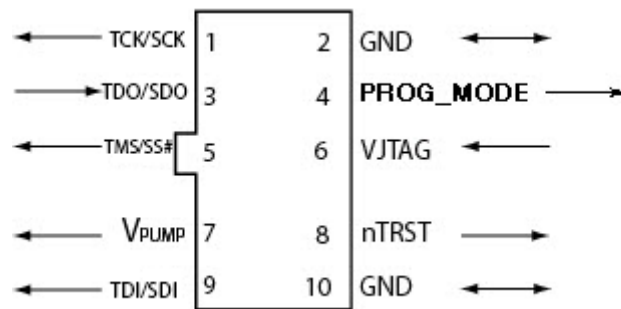 TCK/SCK 1 2 GND
TDO/SDO 3 4 PROG_MODE
TMS/SS# 5 6 VJTAG
VPUMP 7 8 nTRST
TDI/SDI 9 10 GND